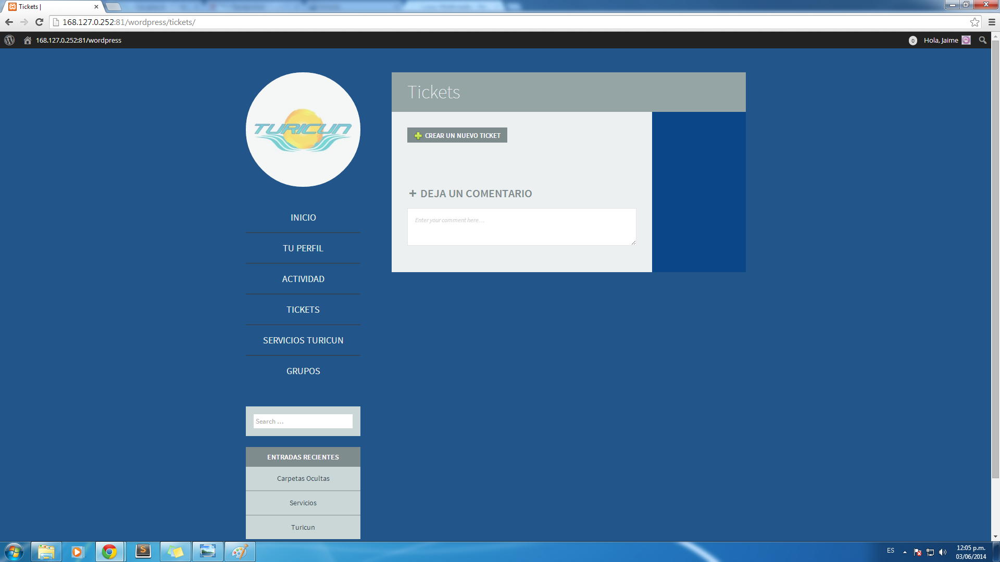 Tickets |
168.127.0.252:81/wordpress/tickets/
168.127.0.252:81/wordpress
0
Hola, Jaime
TURICUN
INICIO
TU PERFIL
ACTIVIDAD
TICKETS
SERVICIOS TURICUN
GRUPOS
Search ...
ENTRADAS RECIENTES
Carpetas Ocultas
Servicios
Turicun
Tickets
CREAR UN NUEVO TICKET
+ DEJA UN COMENTARIO
Enter your comment here...
ES
12:05 p.m.
03/06/2014